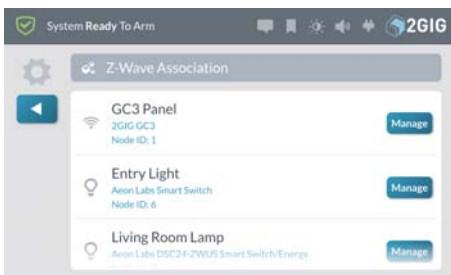 System Ready To Arm
2GIG
Z-Wave Association
GC3 Panel
2GIG GC3
Node ID: 1
Manage
Entry Light
Aeon Labs Smart Switch
Node ID: 6
Manage
Living Room Lamp
Aeon Labs DSC24-ZWUS Smart Switch/Energy
Manage